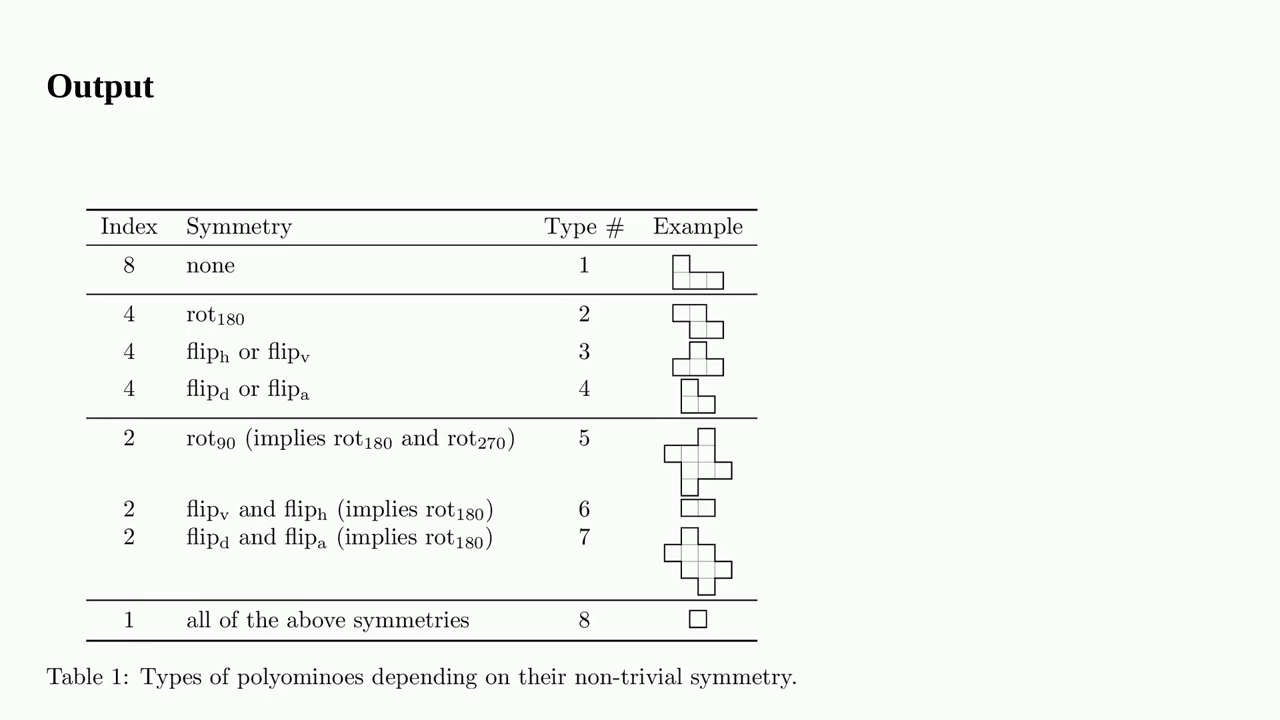 Output
Index Symmetry Type # Example
8 none 1
4 rot180 2
4 fliph or flipv 3
4 flipd or flipa 4
2 rot90 (implies rot180 and rot270) 5
2 flipv and fliph (implies rot180) 6
2 flipd and flipa (implies rot180) 7
1 all of the above symmetries 8
Table 1: Types of polyominoes depending on their non-trivial symmetry.